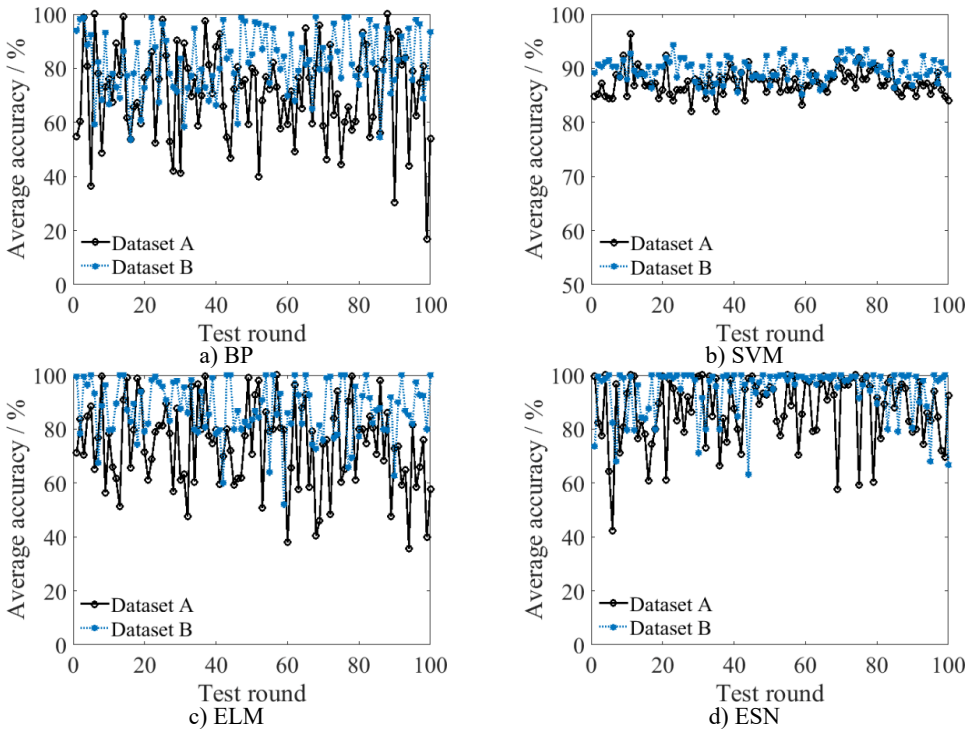 Average accuracy / %
100
80
60
40
20
0
Dataset A
Dataset B
0 20 40 60 80 100
Test round
a) BP
Average accuracy / %
100
90
80
70
60
50
Dataset A
Dataset B
0 20 40 60 80 100
Test round
b) SVM
Average accuracy / %
100
80
60
40
20
0
Dataset A
Dataset B
0 20 40 60 80 100
Test round
c) ELM
Average accuracy / %
100
80
60
40
20
0
Dataset A
Dataset B
0 20 40 60 80 100
Test round
d) ESN